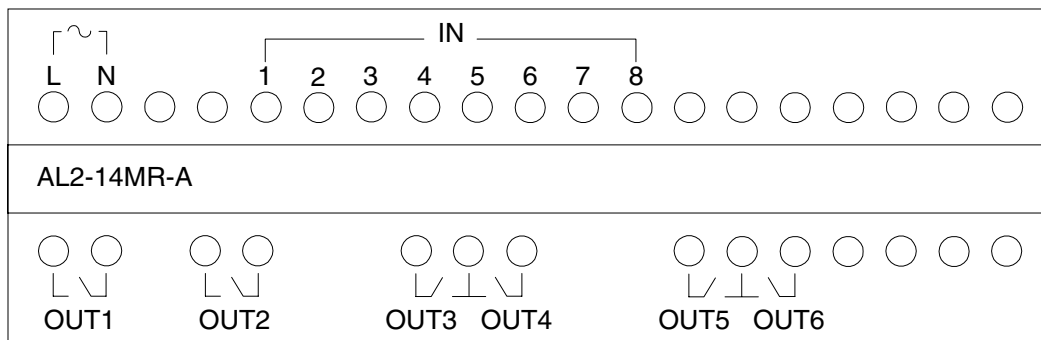 IN
L N 1 2 3 4 5 6 7 8
AL2-14MR-A
OUT1 OUT2 OUT3 OUT4 OUT5 OUT6